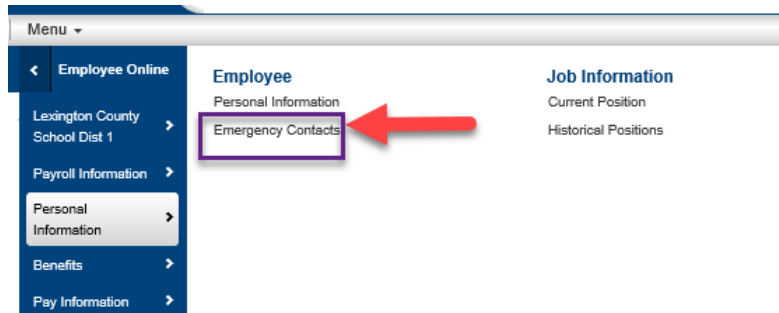 Menu
Employee Online
Lexington County
School Dist 1
Payroll Information
Personal
Information
Benefits
Pay Information
Employee
Personal Information
Emergency Contacts
Job Information
Current Position
Historical Positions